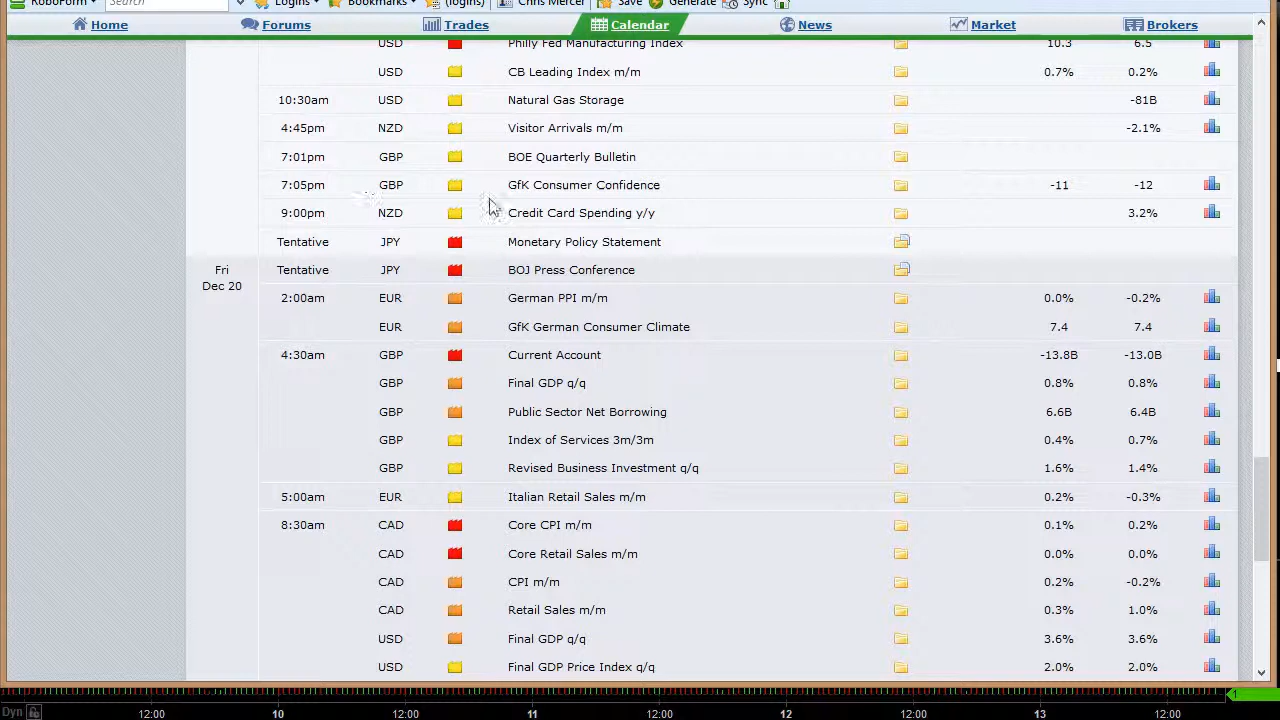 RoboForm Search Logins Bookmarks (logins) Chris Mercer Save Generate Sync
Home Forums Trades Calendar News Market Brokers
USD Philly Fed Manufacturing Index 10.3 6.5
USD CB Leading Index m/m 0.7% 0.2%
10:30am USD Natural Gas Storage -81B
4:45pm NZD Visitor Arrivals m/m -2.1%
7:01pm GBP BOE Quarterly Bulletin
7:05pm GBP GfK Consumer Confidence -11 -12
9:00pm NZD Credit Card Spending y/y 3.2%
Tentative JPY Monetary Policy Statement
Fri Tentative JPY BOJ Press Conference
Dec 20
2:00am EUR German PPI m/m 0.0% -0.2%
EUR GfK German Consumer Climate 7.4 7.4
4:30am GBP Current Account -13.8B -13.0B
GBP Final GDP q/q 0.8% 0.8%
GBP Public Sector Net Borrowing 6.6B 6.4B
GBP Index of Services 3m/3m 0.4% 0.7%
GBP Revised Business Investment q/q 1.6% 1.4%
5:00am EUR Italian Retail Sales m/m 0.2% -0.3%
8:30am CAD Core CPI m/m 0.1% 0.2%
CAD Core Retail Sales m/m 0.0% 0.0%
CAD CPI m/m 0.2% -0.2%
CAD Retail Sales m/m 0.3% 1.0%
USD Final GDP q/q 3.6% 3.6%
USD Final GDP Price Index q/q 2.0% 2.0%
1
Dyn 12:00 10 12:00 11 12:00 12 12:00 13 12:00